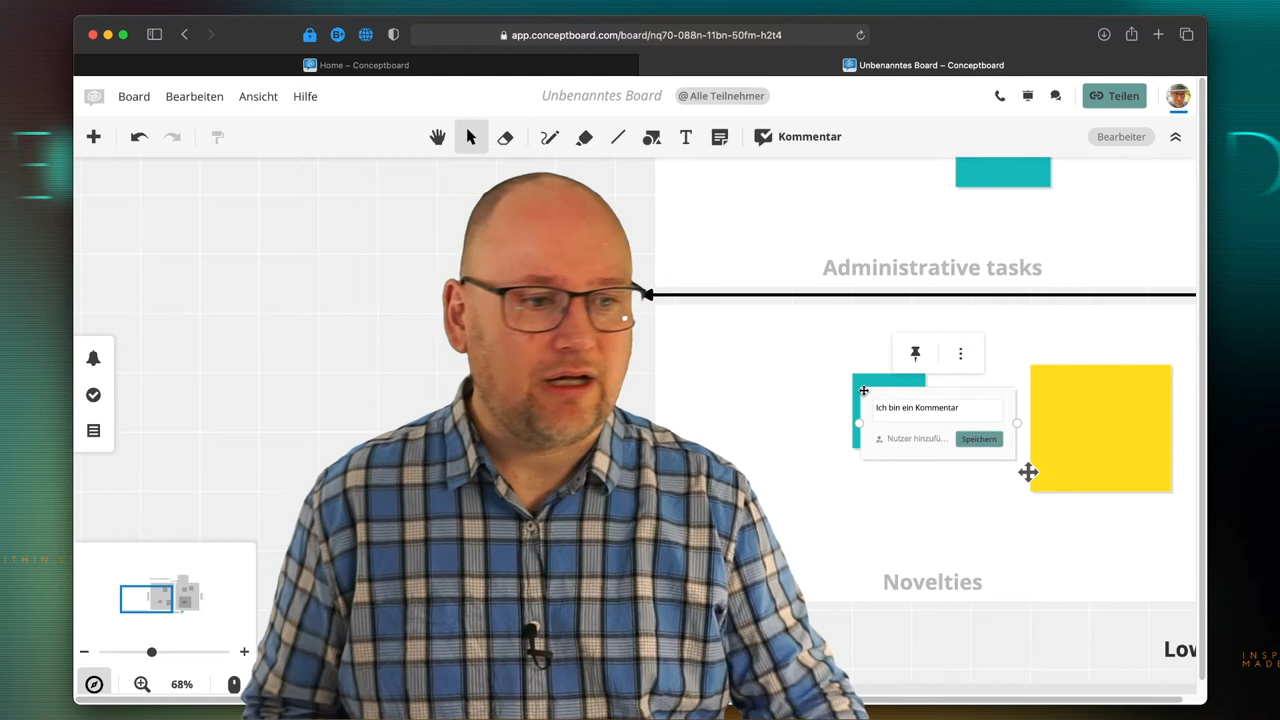 app.conceptboard.com/board/nq70-088n-11bn-50fm-h2t4
Home – Conceptboard
Unbenanntes Board – Conceptboard
Board Bearbeiten Ansicht Hilfe
Unbenanntes Board
@ Alle Teilnehmer
Teilen
Kommentar
Bearbeiter
Administrative tasks
Ich bin ein Kommentar
Nutzer hinzufü...
Speichern
Novelties
68%